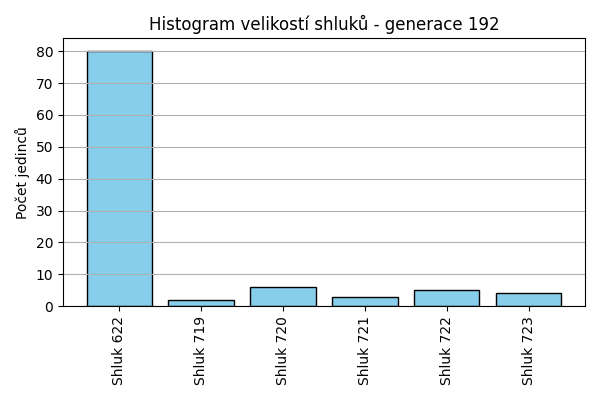 Histogram velikostí shluků - generace 192
Počet jedinců
80
70
60
50
40
30
20
10
0
Shluk 622
Shluk 719
Shluk 720
Shluk 721
Shluk 722
Shluk 723